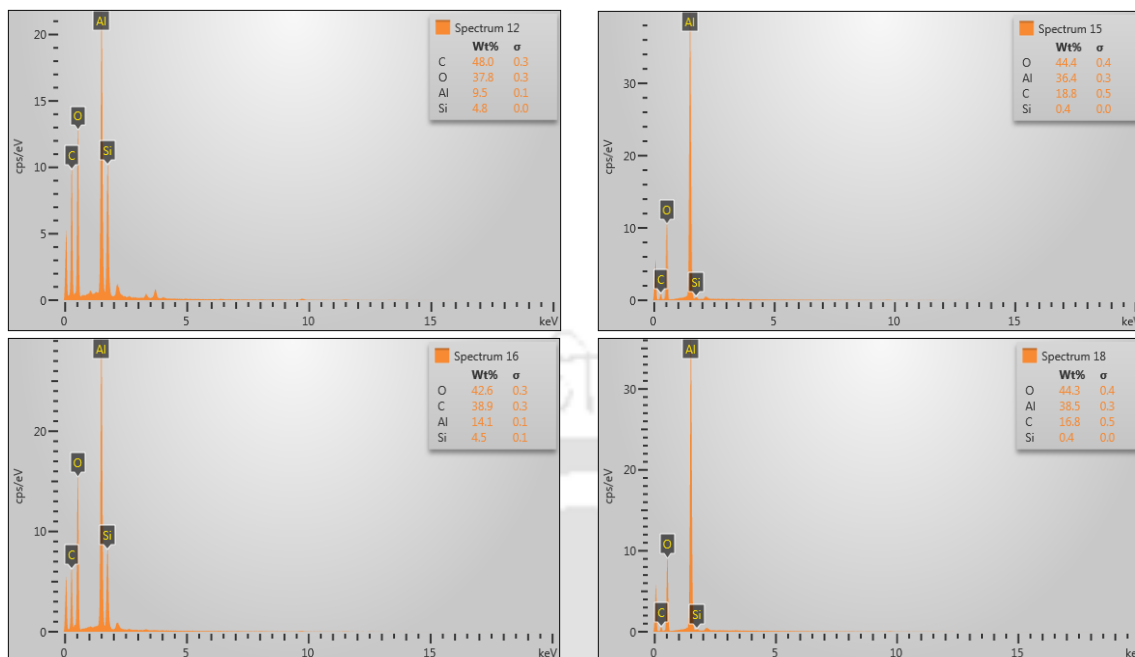 Spectrum 12
Wt% σ
C 48.0 0.3
O 37.8 0.3
Al 9.5 0.1
Si 4.8 0.0
Al
O
C
Si
cps/eV
20
15
10
5
0
0 5 10 15 keV
Spectrum 15
Wt% σ
O 44.4 0.4
Al 36.4 0.3
C 18.8 0.5
Si 0.4 0.0
Al
O
C
Si
cps/eV
30
20
10
0
0 5 10 15 keV
Spectrum 16
Wt% σ
O 42.6 0.3
C 38.9 0.3
Al 14.1 0.1
Si 4.5 0.1
Al
O
C
Si
cps/eV
20
10
0
0 5 10 15 keV
Spectrum 18
Wt% σ
O 44.3 0.4
Al 38.5 0.3
C 16.8 0.5
Si 0.4 0.0
Al
O
C
Si
cps/eV
30
20
10
0
0 5 10 15 keV